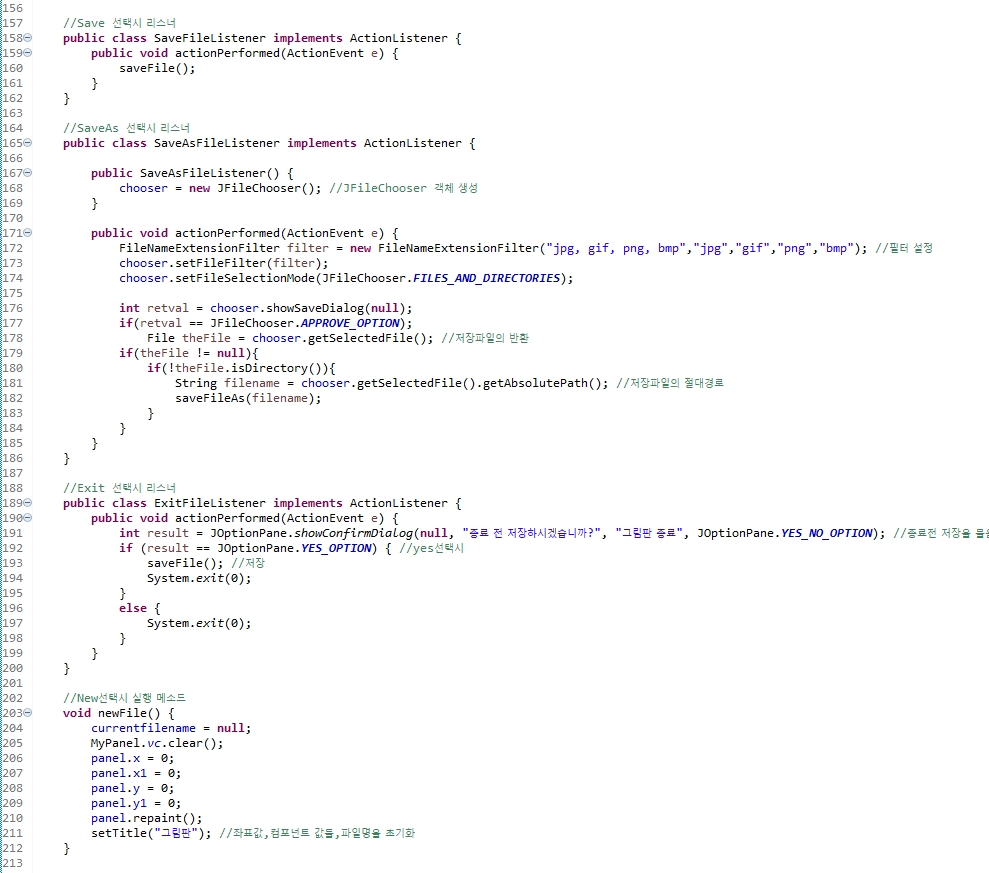 156
157     //Save 선택시 리스너
158     public class SaveFileListener implements ActionListener {
159         public void actionPerformed(ActionEvent e) {
160             saveFile();
161         }
162     }
163
164     //SaveAs 선택시 리스너
165     public class SaveAsFileListener implements ActionListener {
166
167         public SaveAsFileListener() {
168             chooser = new JFileChooser(); //JFileChooser 객체 생성
169         }
170
171         public void actionPerformed(ActionEvent e) {
172             FileNameExtensionFilter filter = new FileNameExtensionFilter("jpg, gif, png, bmp","jpg","gif","png","bmp"); //필터 설정
173             chooser.setFileFilter(filter);
174             chooser.setFileSelectionMode(JFileChooser.FILES_AND_DIRECTORIES);
175
176             int retval = chooser.showSaveDialog(null);
177             if(retval == JFileChooser.APPROVE_OPTION);
178                 File theFile = chooser.getSelectedFile(); //저장파일의 반환
179             if(theFile != null){
180                 if(!theFile.isDirectory()){
181                     String filename = chooser.getSelectedFile().getAbsolutePath(); //저장파일의 절대경로
182                     saveFileAs(filename);
183                 }
184             }
185         }
186     }
187
188     //Exit 선택시 리스너
189     public class ExitFileListener implements ActionListener {
190         public void actionPerformed(ActionEvent e) {
191             int result = JOptionPane.showConfirmDialog(null, "종료 전 저장하시겠습니까?", "그림판 종료", JOptionPane.YES_NO_OPTION); //종료전 저장을
192             if (result == JOptionPane.YES_OPTION) { //yes선택시
193                 saveFile(); //저장
194                 System.exit(0);
195             }
196             else {
197                 System.exit(0);
198             }
199         }
200     }
201
202     //New선택시 실행 메소드
203     void newFile() {
204         currentfilename = null;
205         MyPanel.vc.clear();
206         panel.x = 0;
207         panel.x1 = 0;
208         panel.y = 0;
209         panel.y1 = 0;
210         panel.repaint();
211         setTitle("그림판"); //좌표값,컴포넌트 값들,파일명을 초기화
212     }
213